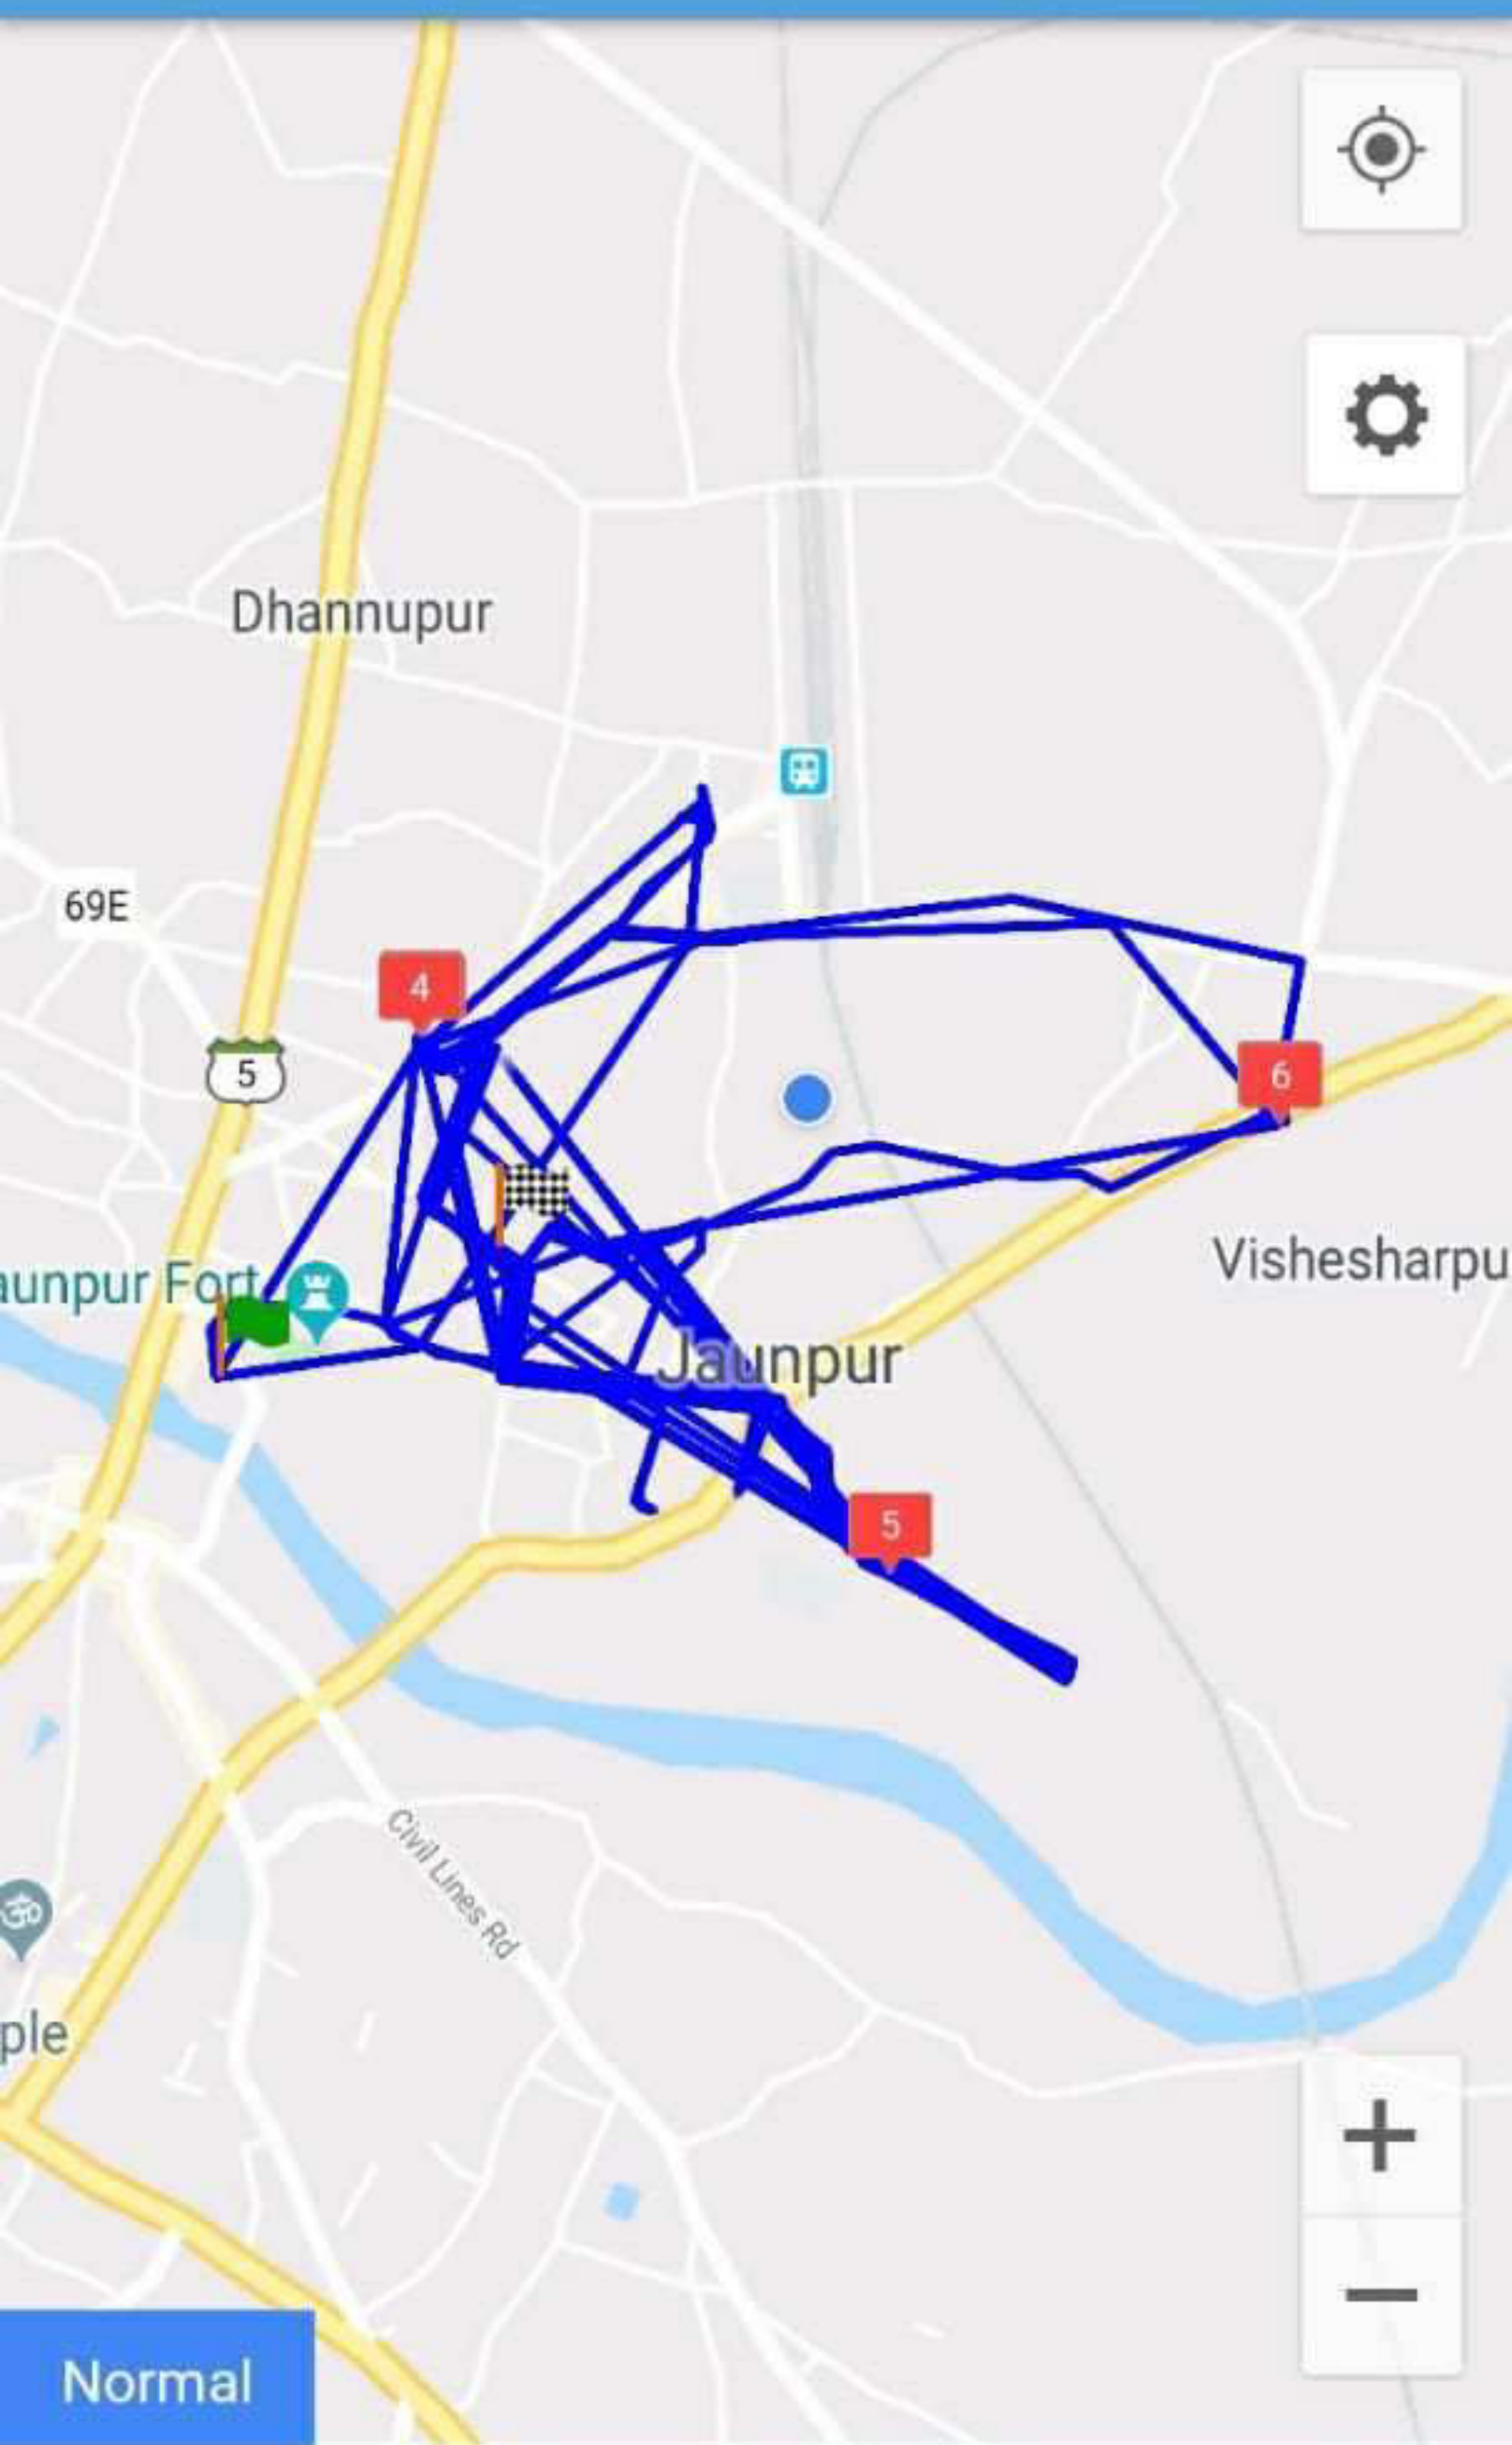 Dhannupur
69E
4
5
6
aunpur Fort
Vishesharpu
Jaunpur
5
Civil Lines Rd
ॐ
ple
+
−
Normal